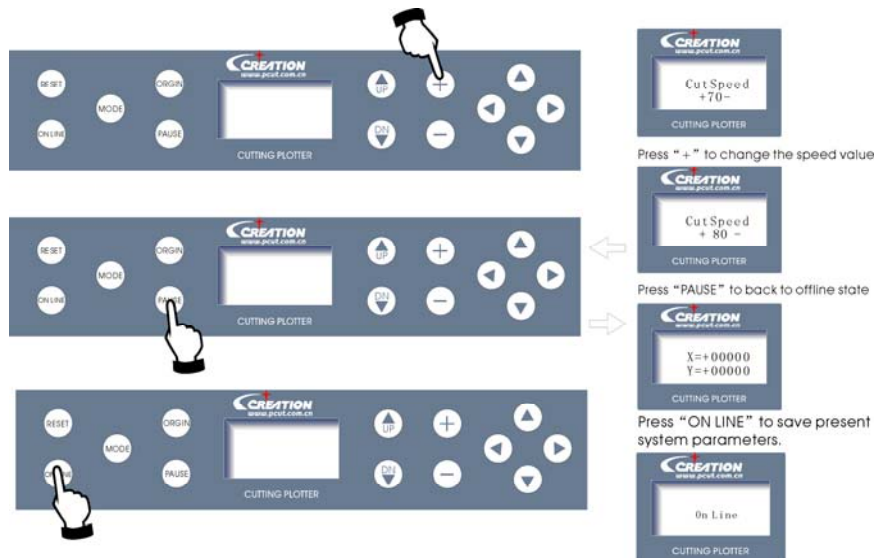 CREATION
www.pcut.com.cn
RESET
ORGIN
MODE
ON LINE
PAUSE
UP
+
DN
−
CUTTING PLOTTER
CREATION
www.pcut.com.cn
CutSpeed
+70-
CUTTING PLOTTER
Press "+" to change the speed value
CREATION
www.pcut.com.cn
RESET
ORGIN
MODE
ON LINE
PAUSE
UP
+
DN
−
CUTTING PLOTTER
CREATION
www.pcut.com.cn
CutSpeed
+ 80 -
CUTTING PLOTTER
Press "PAUSE" to back to offline state
CREATION
www.pcut.com.cn
X=+00000
Y=+00000
CUTTING PLOTTER
CREATION
www.pcut.com.cn
RESET
ORGIN
MODE
PAUSE
UP
+
DN
−
CUTTING PLOTTER
Press "ON LINE" to save present
system parameters.
CREATION
www.pcut.com.cn
On Line
CUTTING PLOTTER